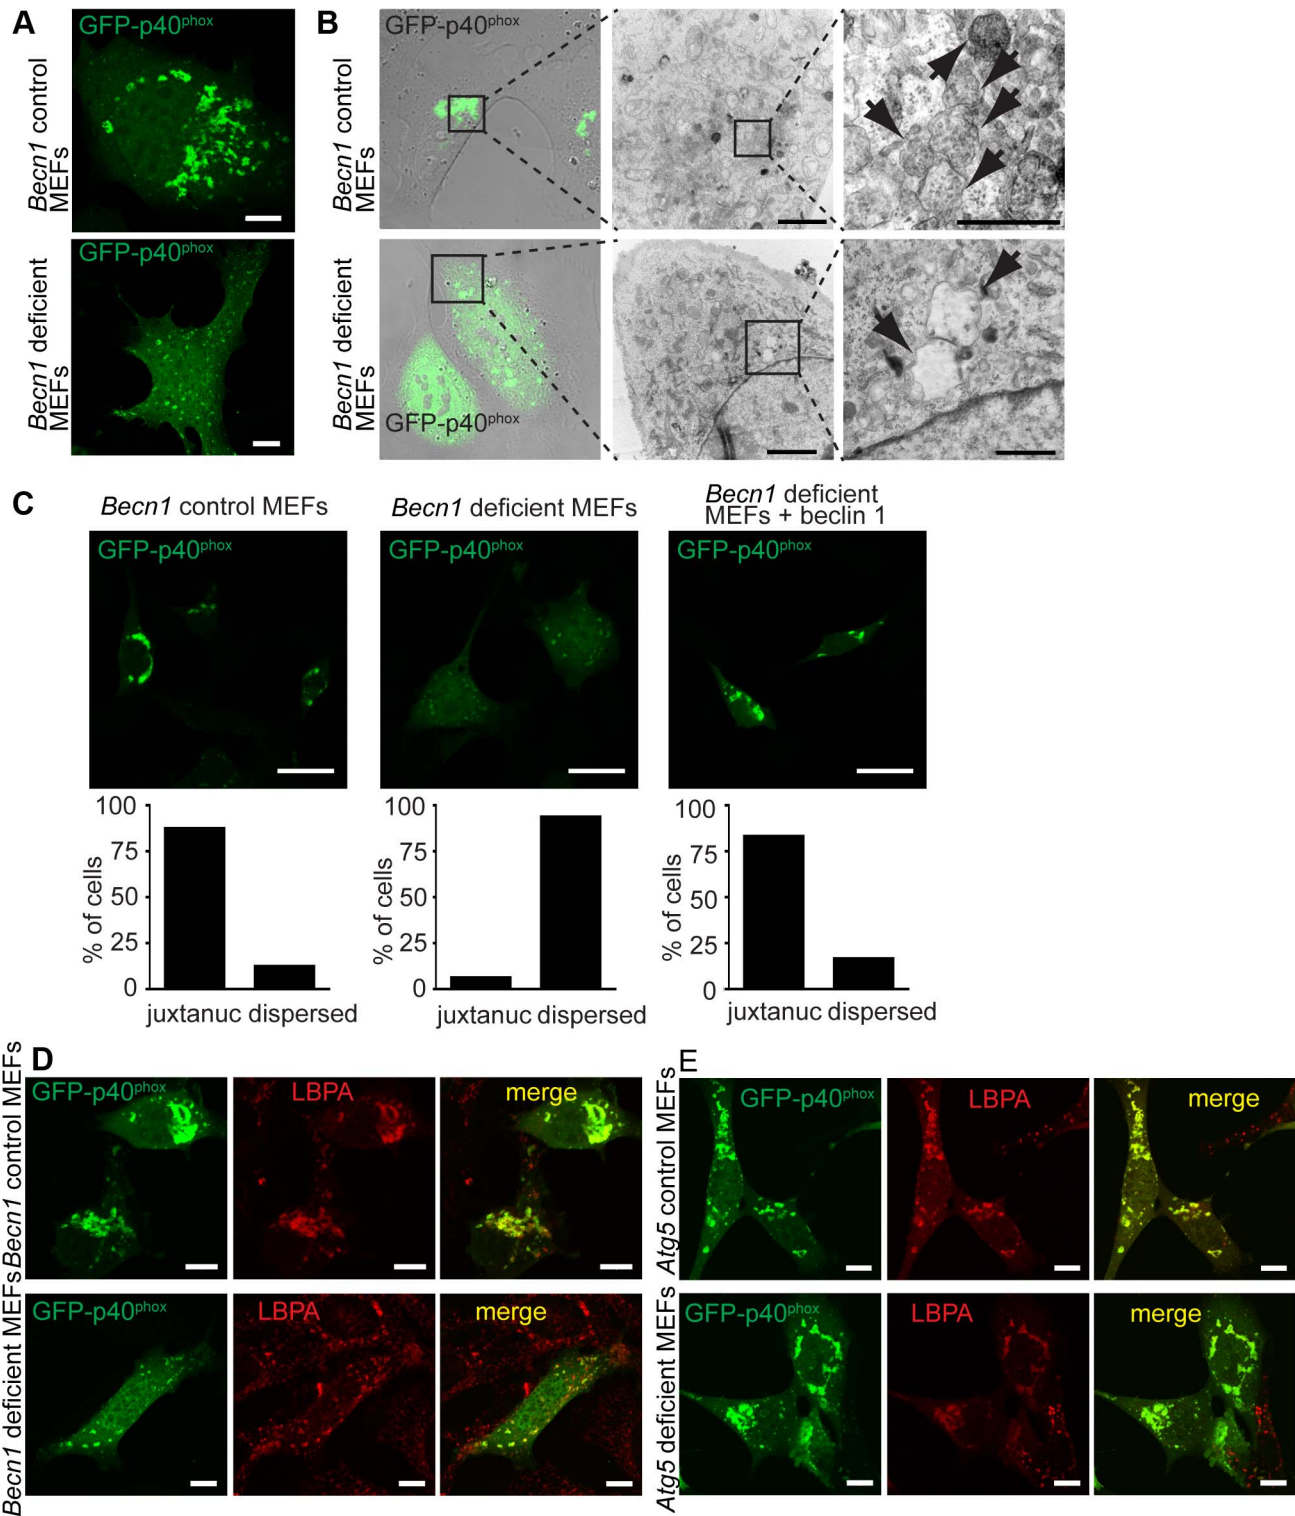 A
GFP-p40phox
Becn1 control
MEFs
GFP-p40phox
Becn1 deficient
MEFs
B
GFP-p40phox
Becn1 control
MEFs
GFP-p40phox
Becn1 deficient
MEFs
C
Becn1 control MEFs
Becn1 deficient MEFs
Becn1 deficient
MEFs + beclin 1
GFP-p40phox
GFP-p40phox
GFP-p40phox
100
75
50
25
0
% of cells
juxtanuc dispersed
100
75
50
25
0
% of cells
juxtanuc dispersed
100
75
50
25
0
% of cells
juxtanuc dispersed
D
Becn1 control MEFs
GFP-p40phox
LBPA
merge
Becn1 deficient MEFs
GFP-p40phox
LBPA
merge
E
Atg5 control MEFs
GFP-p40phox
LBPA
merge
Atg5 deficient MEFs
GFP-p40phox
LBPA
merge